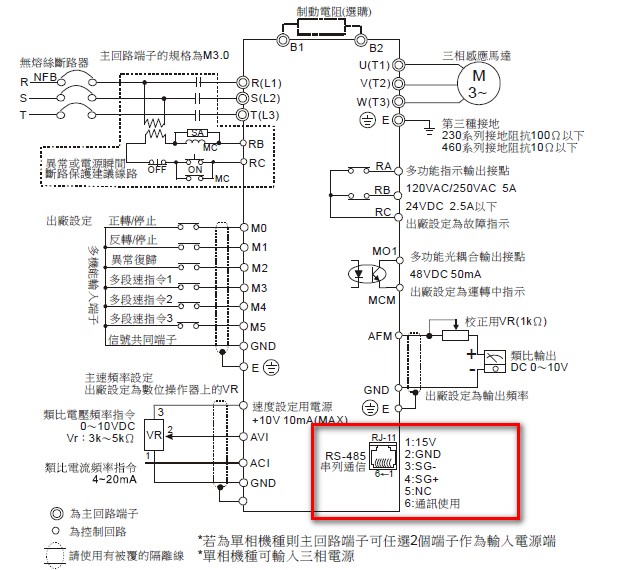 制動電阻(選購)
B1
B2
主回路端子的規格為M3.0
無熔絲斷路器
NFB
R
S
T
R(L1)
S(L2)
T(L3)
SA
MC
RB
RC
OFF
ON
MC
異常或電源瞬間
斷路保護建議線路
U(T1)
V(T2)
W(T3)
E
三相感應馬達
M
3~
第三種接地
230系列接地阻抗100Ω以下
460系列接地阻抗10Ω以下
RA
RB
RC
多功能指示輸出接點
120VAC/250VAC 5A
24VDC 2.5A以下
出廠設定為故障指示
出廠設定
多機能輸入端子
正轉/停止
反轉/停止
異常復歸
多段速指令1
多段速指令2
多段速指令3
信號共同端子
M0
M1
M2
M3
M4
M5
GND
E
MO1
MCM
多功能光耦合輸出接點
48VDC 50mA
出廠設定為運轉中指示
AFM
GND
E
校正用VR(1kΩ)
+
-
類比輸出
DC 0~10V
出廠設定為輸出頻率
主速頻率設定
出廠設定為數位操作器上的VR
類比電壓頻率指令
0~10VDC
Vr:3k~5kΩ
VR
3
2
1
類比電流頻率指令
4~20mA
速度設定用電源
+10V 10mA(MAX)
AVI
ACI
GND
RS-485
串列通信
RJ-11
6←1
1:15V
2:GND
3:SG-
4:SG+
5:NC
6:通訊使用
為主回路端子
為控制回路
請使用有被覆的隔離線
*若為單相機種則主回路端子可任選2個端子作為輸入電源端
*單相機種可輸入三相電源